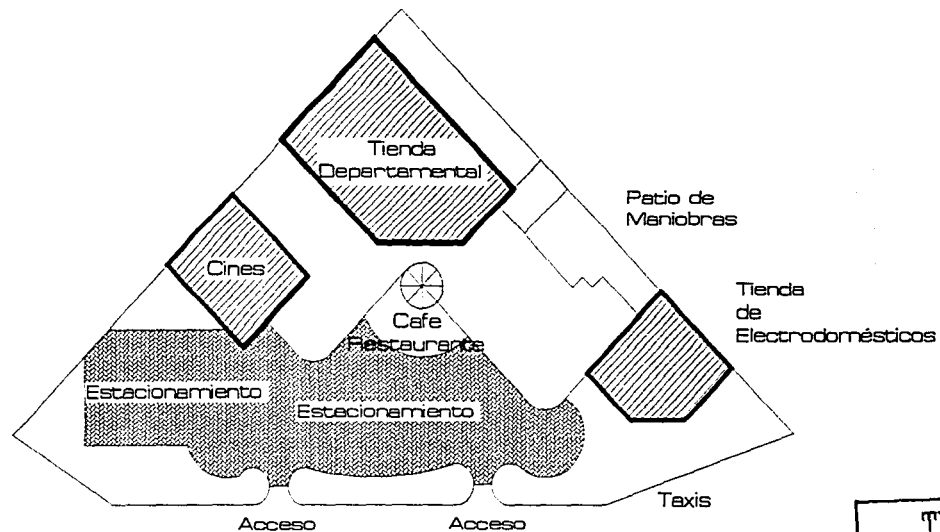 Tienda
Departamental
Patio de
Maniobras
Cines
Tienda
de
Electrodomésticos
Cafe
Restaurante
Estacionamiento
Estacionamiento
Taxis
Acceso
Acceso